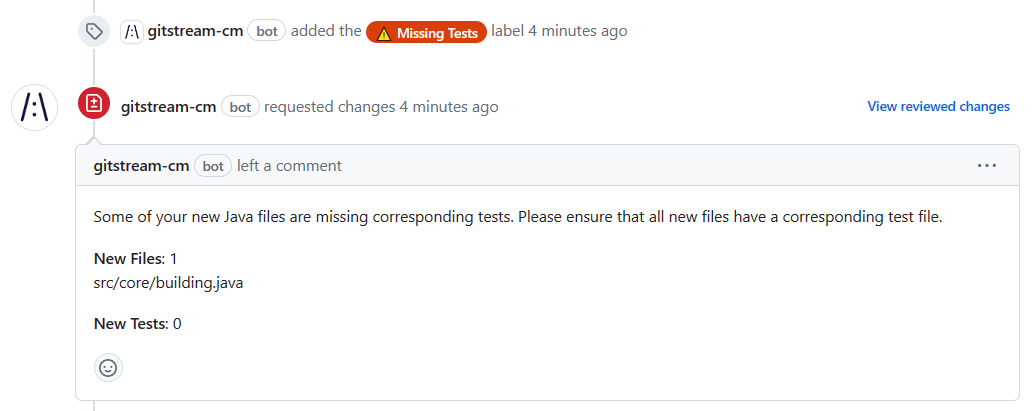 /:\ gitstream-cm bot added the ⚠ Missing Tests label 4 minutes ago
/:\ gitstream-cm bot requested changes 4 minutes ago View reviewed changes
gitstream-cm bot left a comment ...
Some of your new Java files are missing corresponding tests. Please ensure that all new files have a corresponding test file.
New Files: 1
src/core/building.java
New Tests: 0